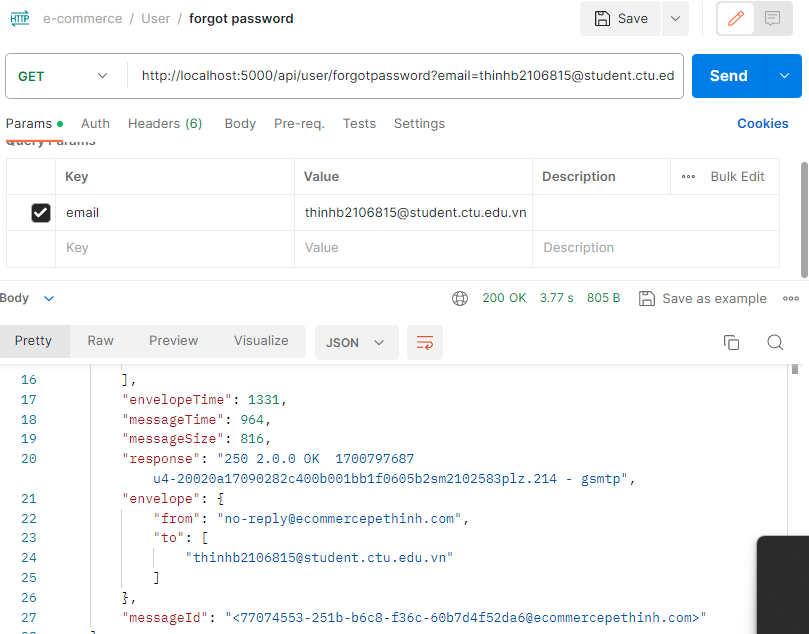 HTTP e-commerce / User / forgot password Save
GET http://localhost:5000/api/user/forgotpassword?email=thinhb2106815@student.ctu.ed Send
Params Auth Headers (6) Body Pre-req. Tests Settings Cookies
Query Params
Key Value Description Bulk Edit
email thinhb2106815@student.ctu.edu.vn
Key Value Description
Body 200 OK 3.77 s 805 B Save as example
Pretty Raw Preview Visualize JSON
16 ],
17 "envelopeTime": 1331,
18 "messageTime": 964,
19 "messageSize": 816,
20 "response": "250 2.0.0 OK  1700797687
u4-20020a17090282c400b001bb1f0605b2sm2102583plz.214 - gsmtp",
21 "envelope": {
22 "from": "no-reply@ecommercepethinh.com",
23 "to": [
24 "thinhb2106815@student.ctu.edu.vn"
25 ]
26 },
27 "messageId": "<77074553-251b-b6c8-f36c-60b7d4f52da6@ecommercepethinh.com>"